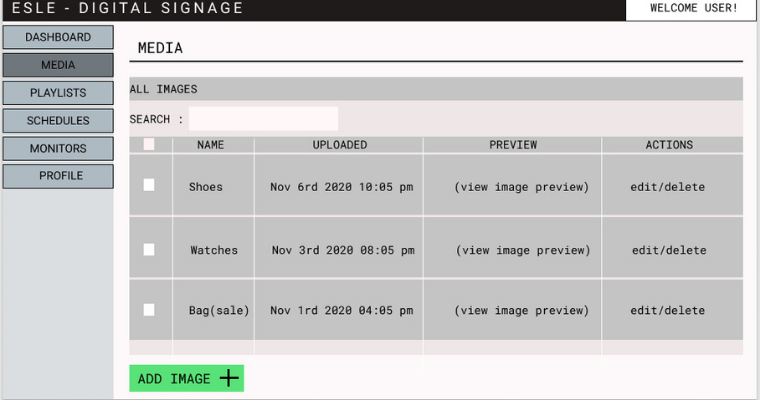 ESLE - DIGITAL SIGNAGE
WELCOME USER!
DASHBOARD
MEDIA
PLAYLISTS
SCHEDULES
MONITORS
PROFILE
MEDIA
ALL IMAGES
SEARCH :
NAME UPLOADED PREVIEW ACTIONS
Shoes Nov 6rd 2020 10:05 pm (view image preview) edit/delete
Watches Nov 3rd 2020 08:05 pm (view image preview) edit/delete
Bag(sale) Nov 1rd 2020 04:05 pm (view image preview) edit/delete
ADD IMAGE +